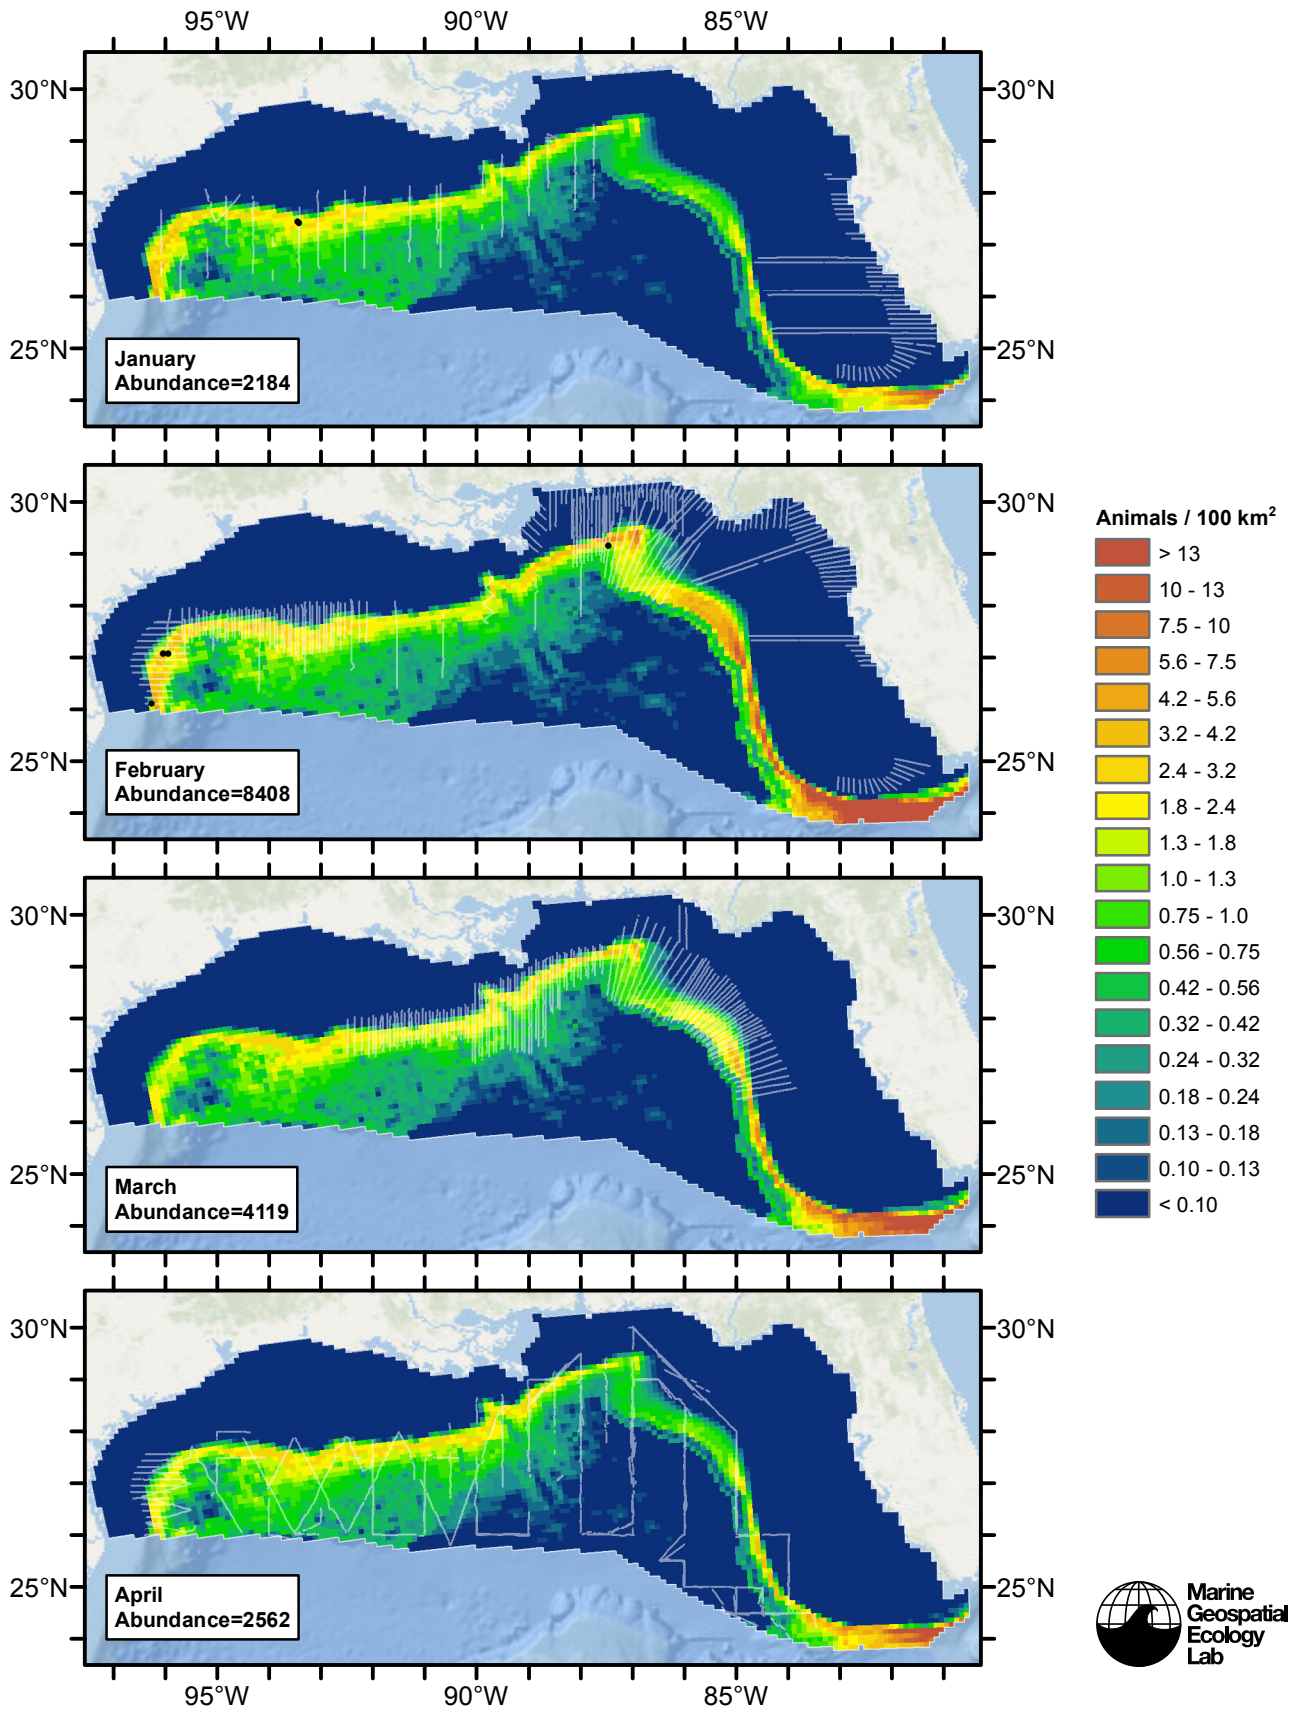 95°W 90°W 85°W
30°N 30°N
25°N 25°N
January
Abundance=2184
30°N 30°N
25°N 25°N
February
Abundance=8408
30°N 30°N
25°N 25°N
March
Abundance=4119
30°N 30°N
25°N 25°N
April
Abundance=2562
95°W 90°W 85°W
Animals / 100 km²
> 13
10 - 13
7.5 - 10
5.6 - 7.5
4.2 - 5.6
3.2 - 4.2
2.4 - 3.2
1.8 - 2.4
1.3 - 1.8
1.0 - 1.3
0.75 - 1.0
0.56 - 0.75
0.42 - 0.56
0.32 - 0.42
0.24 - 0.32
0.18 - 0.24
0.13 - 0.18
0.10 - 0.13
< 0.10
Marine
Geospatial
Ecology
Lab